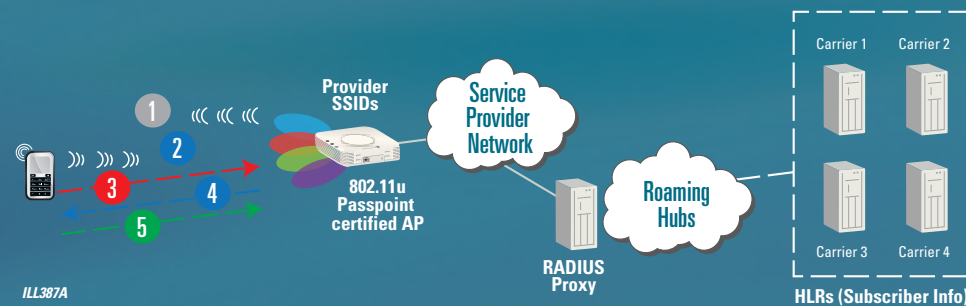 Carrier 1
Carrier 2
Provider
SSIDs
Service
Provider
Network
1
2
3
4
5
802.11u
Passpoint
certified AP
Roaming
Hubs
RADIUS
Proxy
Carrier 3
Carrier 4
ILL387A
HLRs (Subscriber Info)